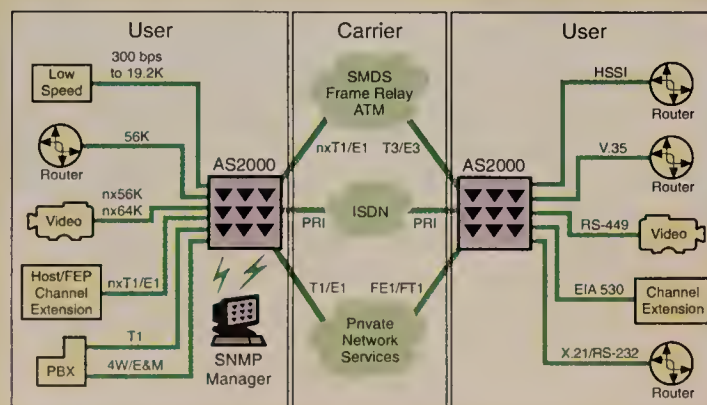 User
Carrier
User
300 bps
to 19.2K
Low
Speed
56K
Router
nx56K
nx64K
Video
Host/FEP
Channel
Extension
nxT1/E1
T1
4W/E&M
PBX
AS2000
SNMP
Manager
SMDS
Frame Relay
ATM
nxT1/E1
T3/E3
ISDN
PRI
PRI
T1/E1
FE1/FT1
Private
Network
Services
AS2000
HSSI
Router
V.35
Router
RS-449
Video
EIA 530
Channel
Extension
X.21/RS-232
Router